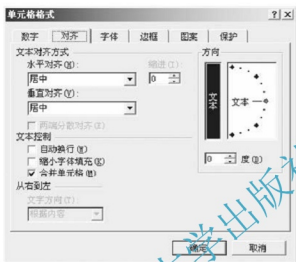 单元格格式
数字 对齐 字体 边框 图案 保护
文本对齐方式
水平对齐(H):
缩进(I):
居中
0
垂直对齐(V):
居中
两端分散对齐(E)
文本控制
自动换行(W)
缩小字体填充(K)
合并单元格(M)
从右到左
文字方向(T):
根据内容
方向
文本
文本
0 度(D)
确定 取消
学出版社